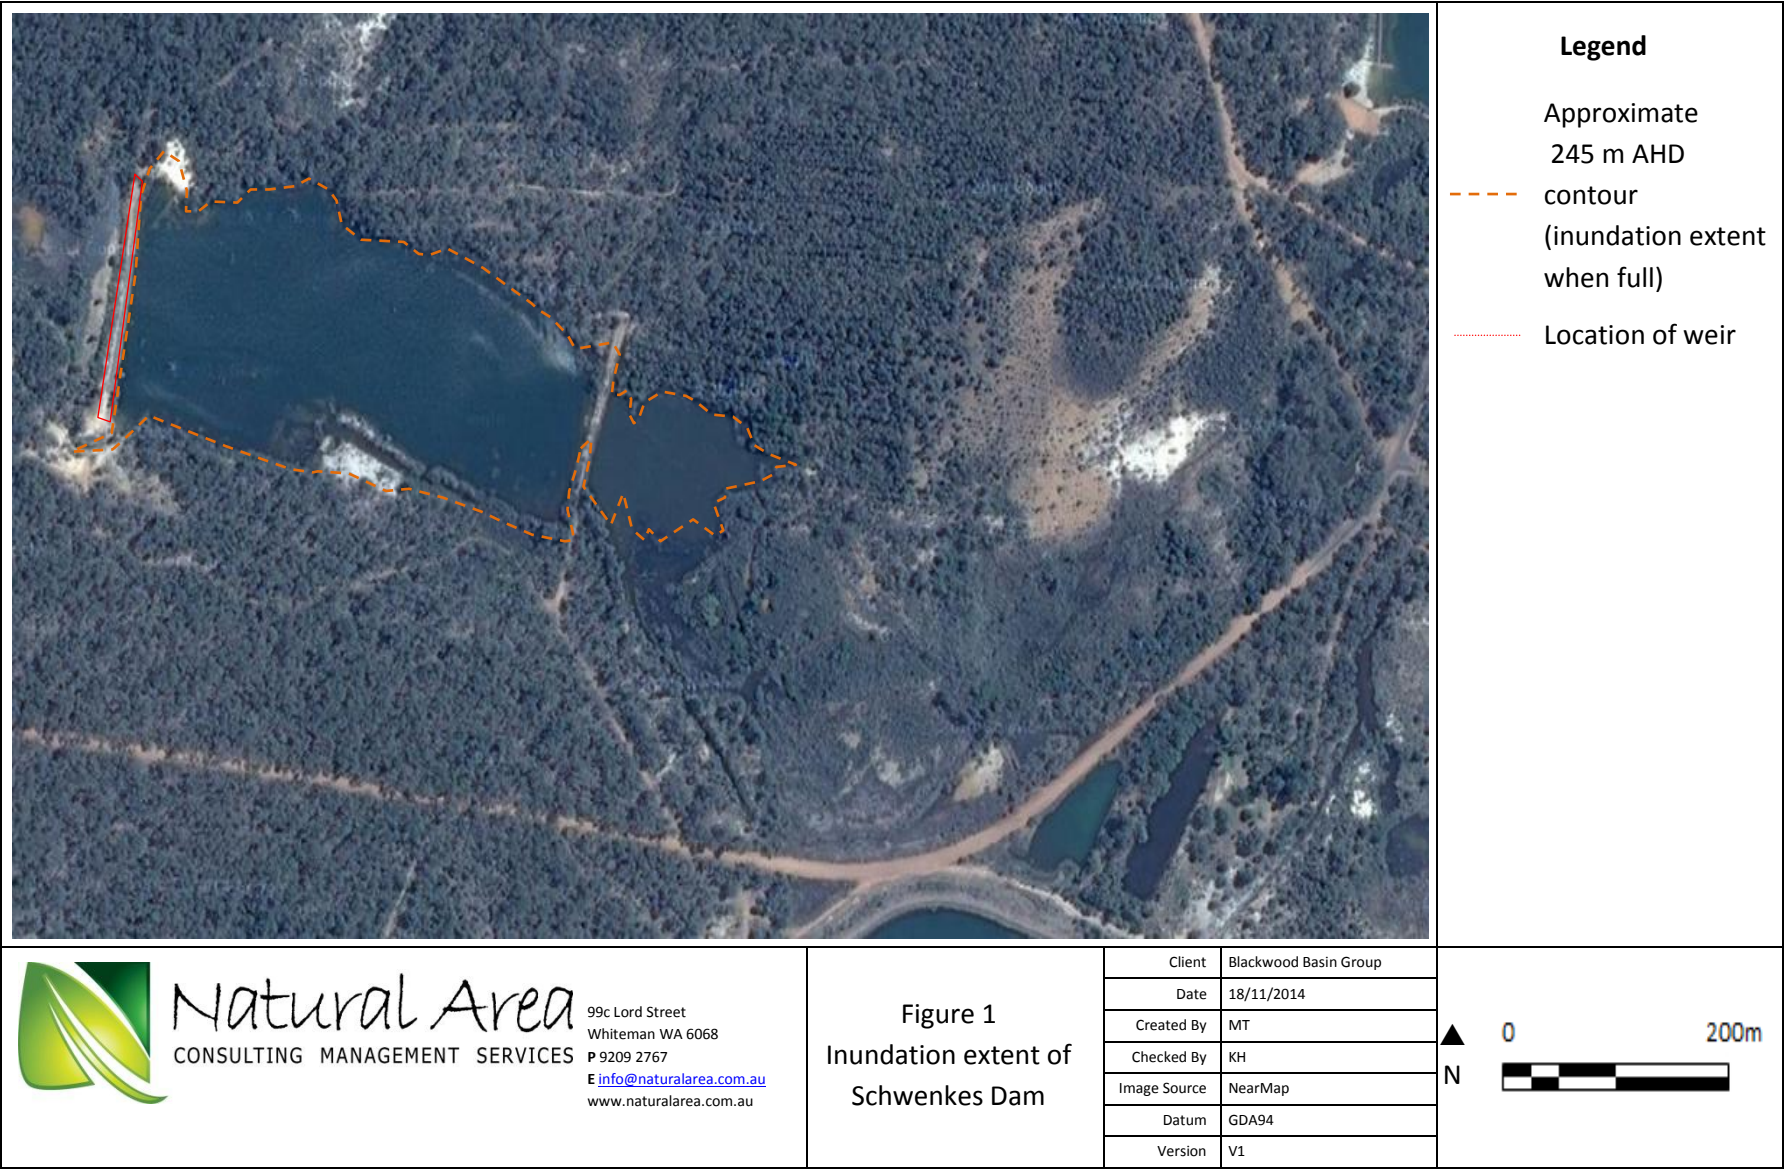 Legend
Approximate
245 m AHD
contour
(inundation extent
when full)
Location of weir
Natural Area
CONSULTING MANAGEMENT SERVICES
99c Lord Street
Whiteman WA 6068
P 9209 2767
E info@naturalarea.com.au
www.naturalarea.com.au
Figure 1
Inundation extent of
Schwenkes Dam
Client Blackwood Basin Group
Date 18/11/2014
Created By MT
Checked By KH
Image Source NearMap
Datum GDA94
Version V1
0 200m
N